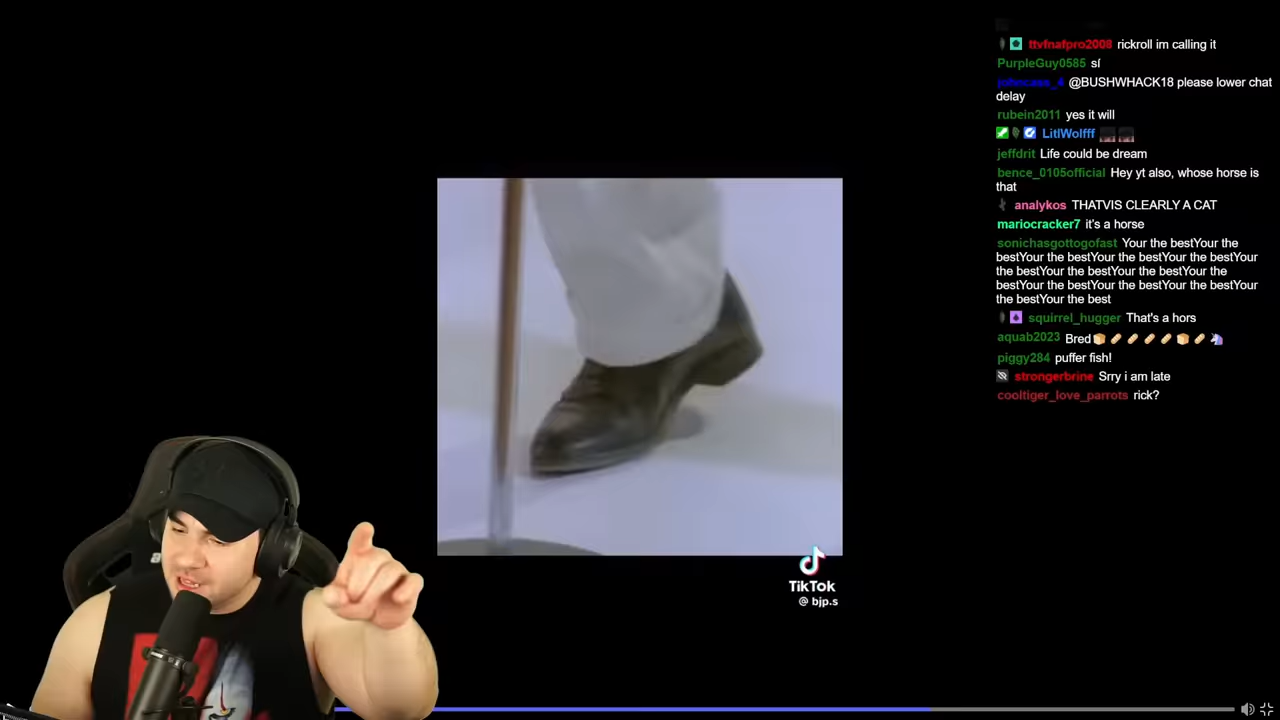 ttvfnafpro2008 rickroll im calling it
PurpleGuy0585 sí
johncass_4 @BUSHWHACK18 please lower chat
delay
rubein2011 yes it will
LitlWolfff
jeffdrit Life could be dream
bence_0105official Hey yt also, whose horse is
that
analykos THATVIS CLEARLY A CAT
mariocracker7 it's a horse
sonichasgottogofast Your the bestYour the
bestYour the bestYour the bestYour the bestYour
the bestYour the bestYour the bestYour the
bestYour the bestYour the bestYour the bestYour
the bestYour the best
squirrel_hugger That's a hors
aquab2023 Bred
piggy284 puffer fish!
strongerbrine Srry i am late
cooltiger_love_parrots rick?
TikTok
@ bjp.s